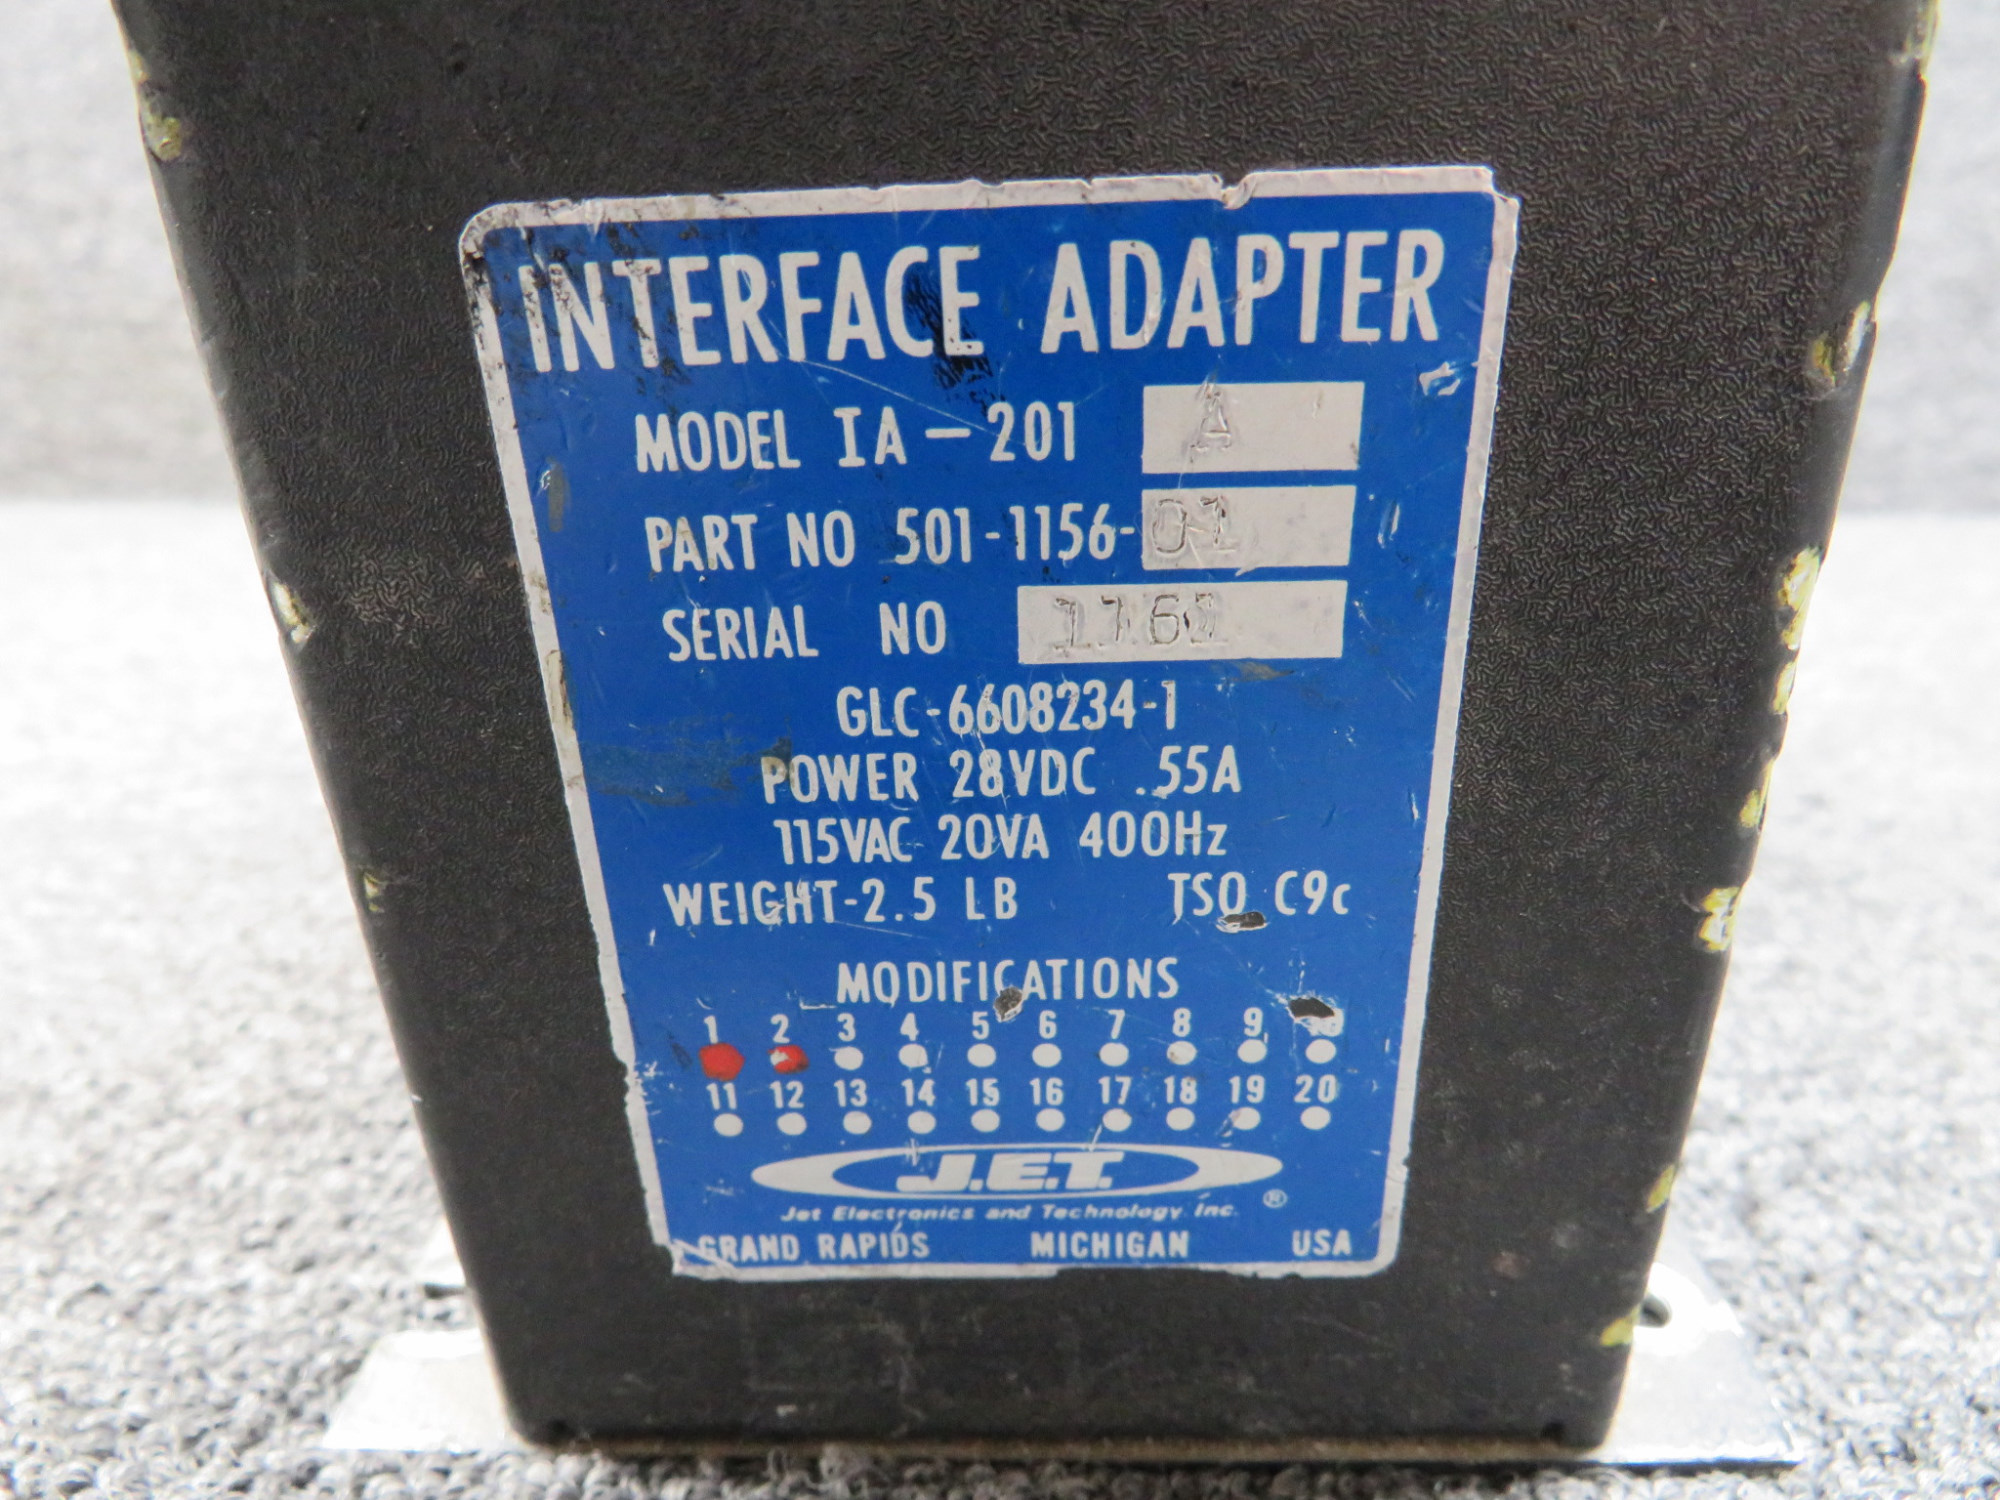 INTERFACE ADAPTER
MODEL IA-201 A
PART NO 501-1156-01
SERIAL NO 1761
GLC-6608234-1
POWER 28VDC .55A
115VAC 20VA 400Hz
WEIGHT-2.5 LB TSO C9c
MODIFICATIONS
1 2 3 4 5 6 7 8 9 10
11 12 13 14 15 16 17 18 19 20
J.E.T. ®
Jet Electronics and Technology Inc.
GRAND RAPIDS MICHIGAN USA